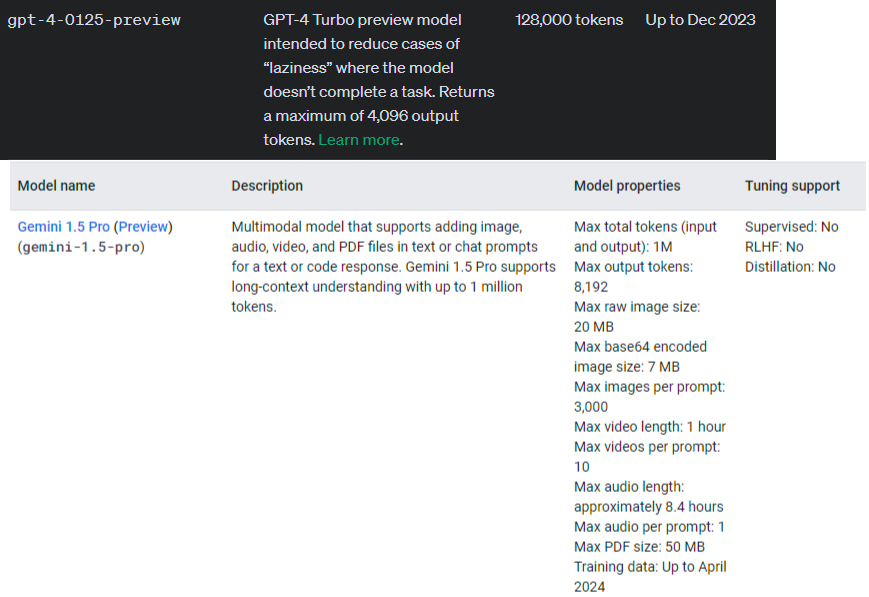 gpt-4-0125-preview
GPT-4 Turbo preview model
intended to reduce cases of
“laziness” where the model
doesn’t complete a task. Returns
a maximum of 4,096 output
tokens. Learn more.
128,000 tokens
Up to Dec 2023
Model name
Description
Model properties
Tuning support
Gemini 1.5 Pro (Preview)
(gemini-1.5-pro)
Multimodal model that supports adding image,
audio, video, and PDF files in text or chat prompts
for a text or code response. Gemini 1.5 Pro supports
long-context understanding with up to 1 million
tokens.
Max total tokens (input
and output): 1M
Max output tokens:
8,192
Max raw image size:
20 MB
Max base64 encoded
image size: 7 MB
Max images per prompt:
3,000
Max video length: 1 hour
Max videos per prompt:
10
Max audio length:
approximately 8.4 hours
Max audio per prompt: 1
Max PDF size: 50 MB
Training data: Up to April
2024
Supervised: No
RLHF: No
Distillation: No